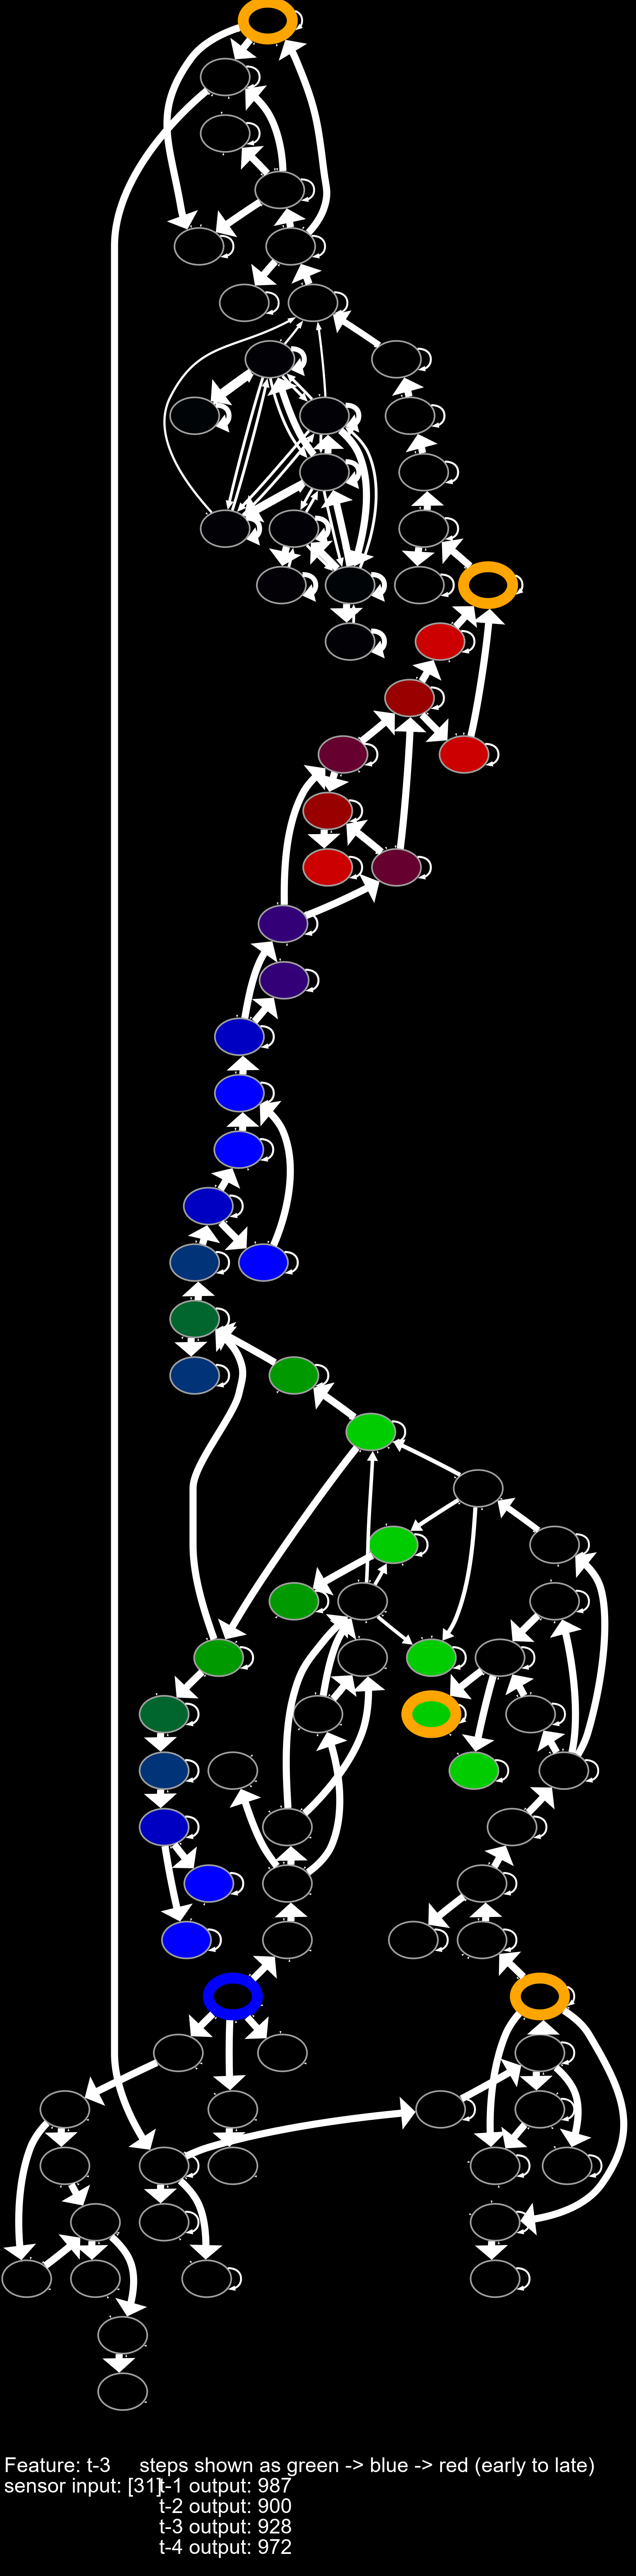 Feature: t-3 steps shown as green -> blue -> red (early to late)
sensor input: [31] t-1 output: 987
t-2 output: 900
t-3 output: 928
t-4 output: 972